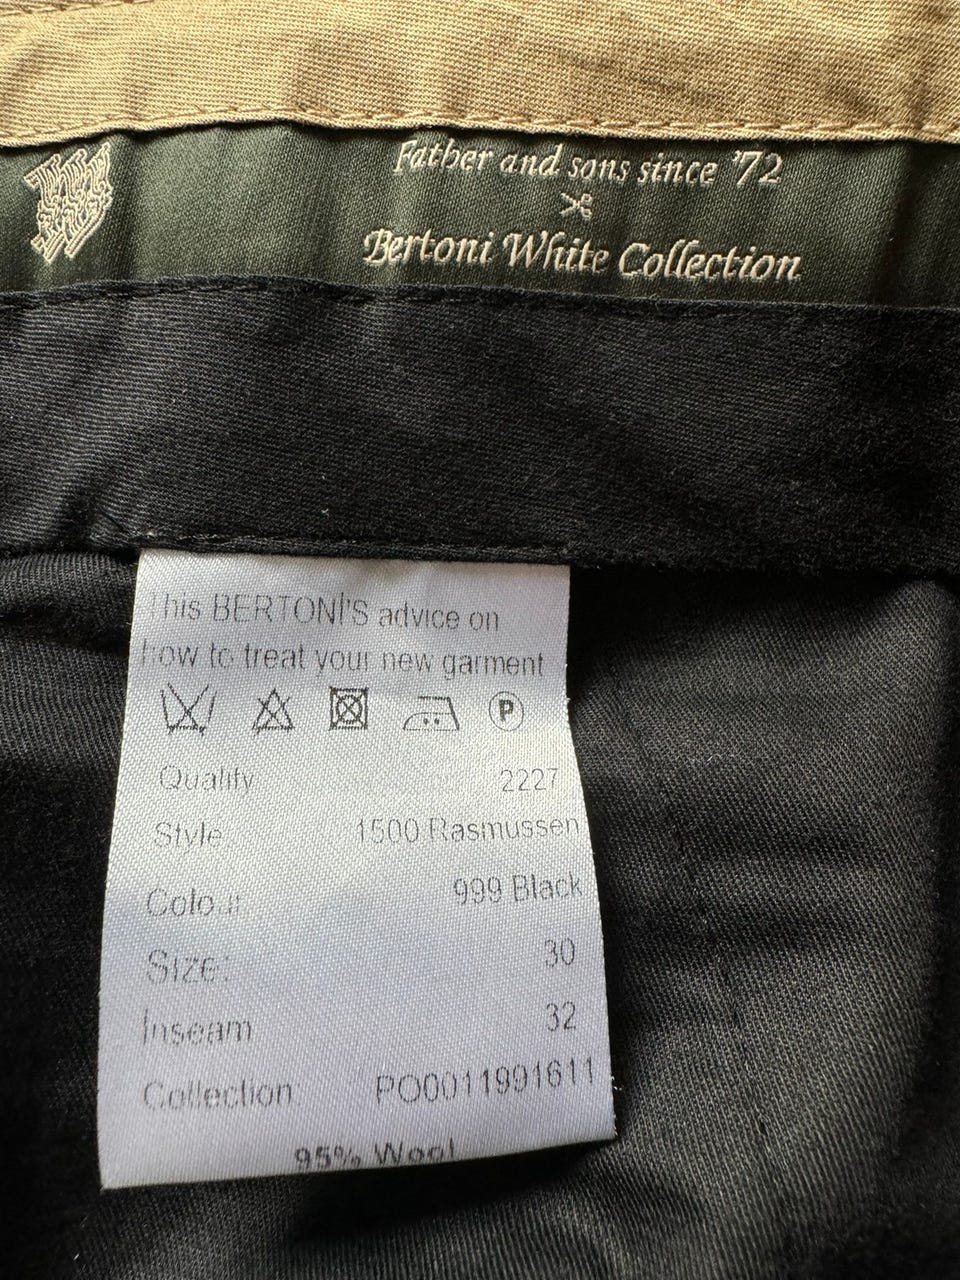 Father and sons since '72
Bertoni White Collection
This BERTONİ'S advice on
how to treat your new garment
P
Quality 2227
Style 1500 Rasmussen
Colour 999 Black
Size: 30
Inseam 32
Collection PO0011991611
95% Wool